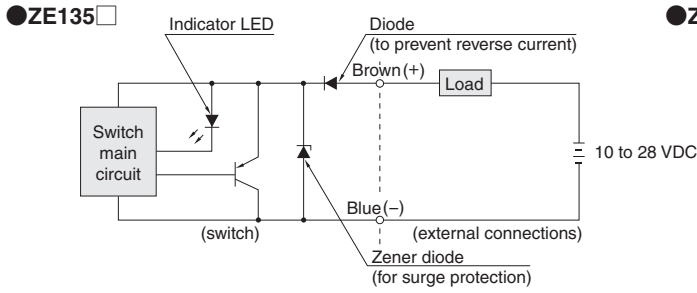 ●ZE135□
●Z
Indicator LED
Diode
(to prevent reverse current)
Brown (+)
Load
Switch
main
circuit
10 to 28 VDC
Blue (–)
(switch)
(external connections)
Zener diode
(for surge protection)